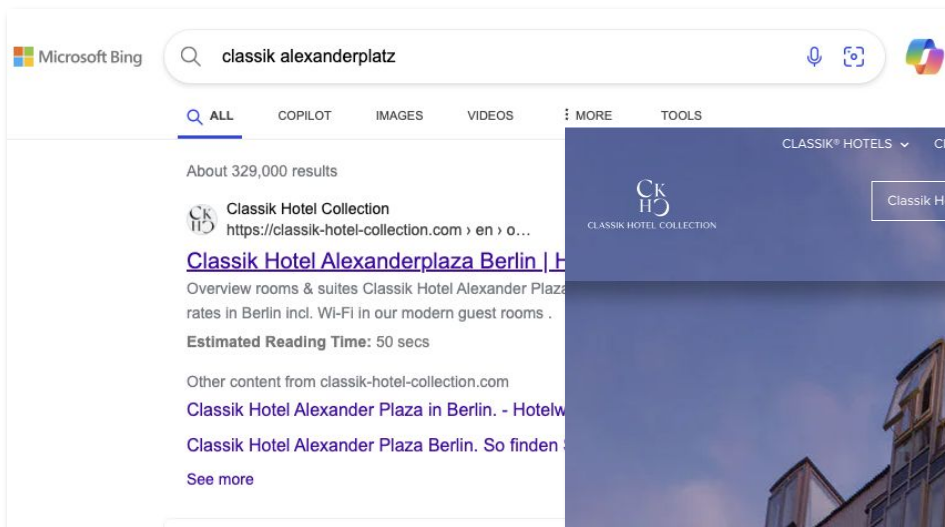 Microsoft Bing
classik alexanderplatz
ALL COPILOT IMAGES VIDEOS MORE TOOLS
About 329,000 results
Classik Hotel Collection
https://classik-hotel-collection.com › en › o...
Classik Hotel Alexanderplaza Berlin | H
Overview rooms & suites Classik Hotel Alexander Plaza
rates in Berlin incl. Wi-Fi in our modern guest rooms .
Estimated Reading Time: 50 secs
Other content from classik-hotel-collection.com
Classik Hotel Alexander Plaza in Berlin. - Hotelw
Classik Hotel Alexander Plaza Berlin. So finden
See more
CLASSIK® HOTELS
CK
HC
CLASSIK HOTEL COLLECTION
Classik H